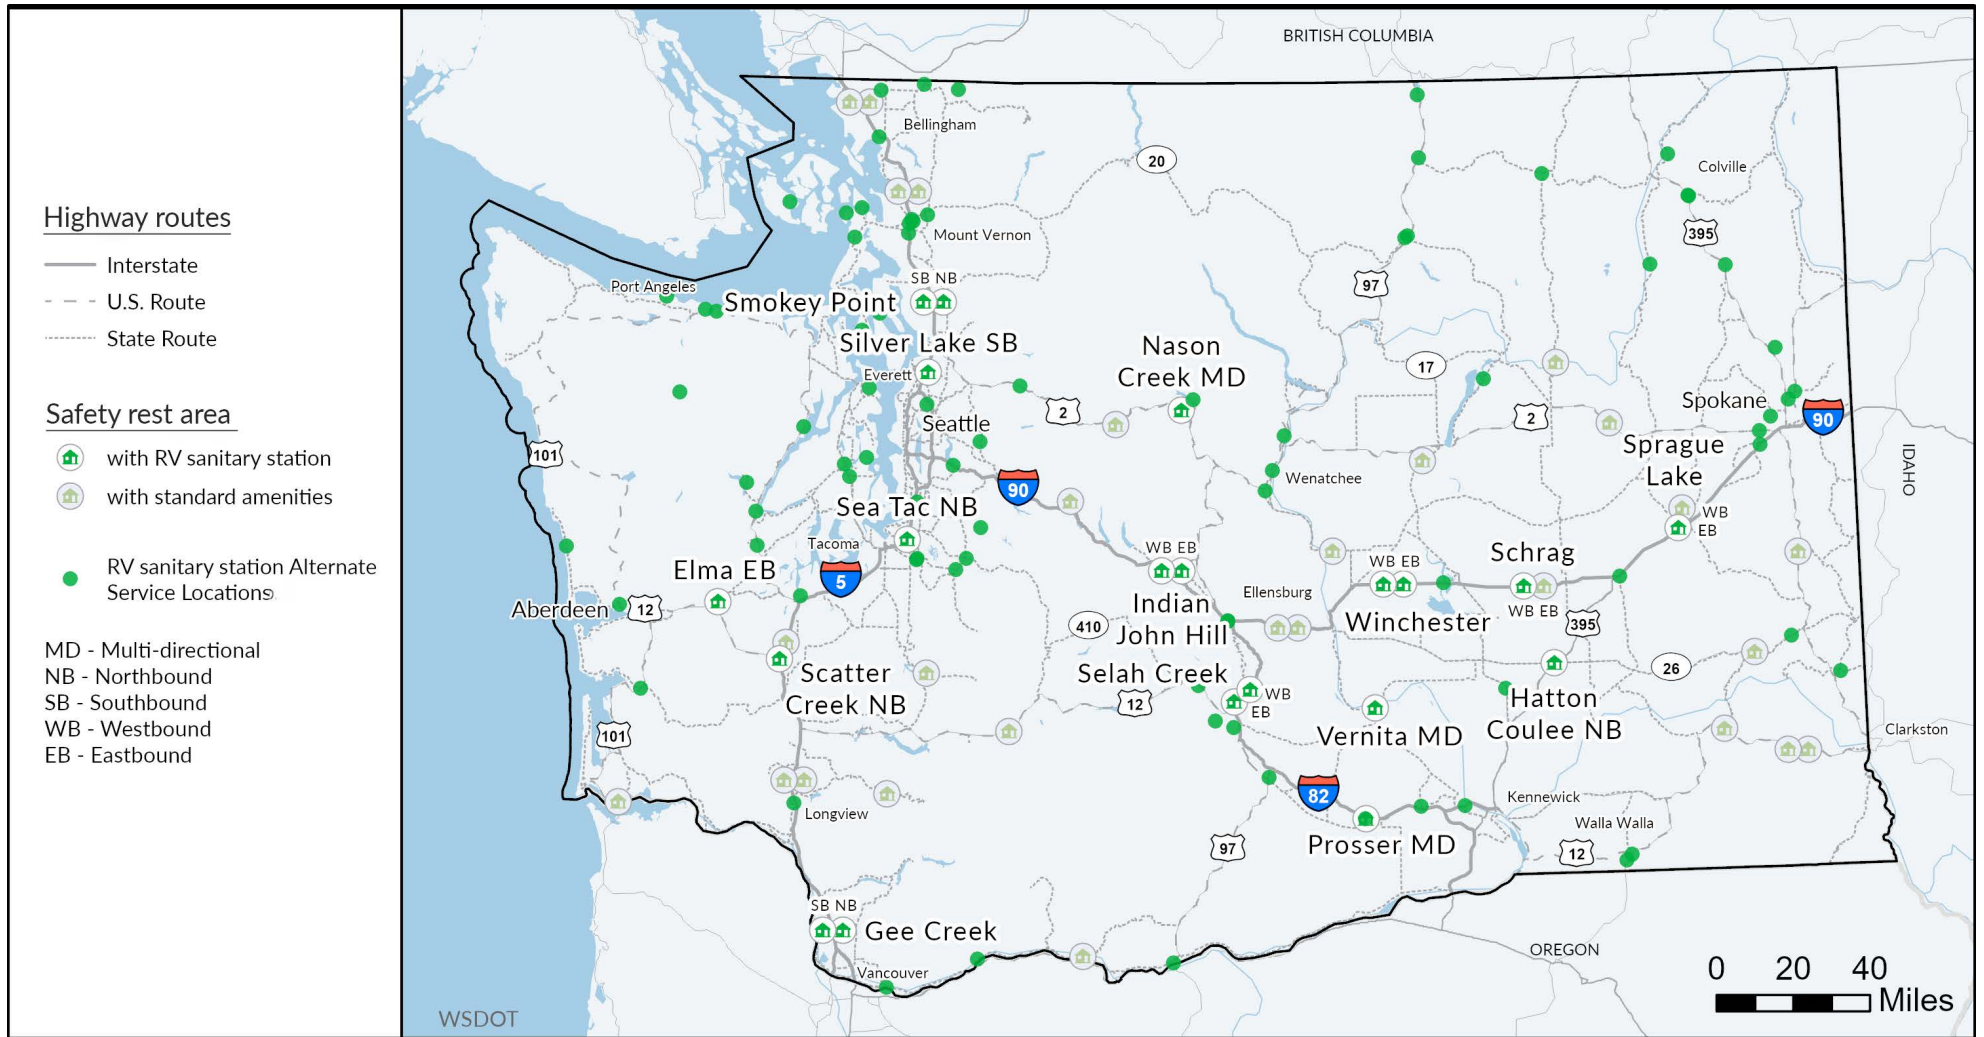 Highway routes
Interstate
U.S. Route
State Route
Safety rest area
with RV sanitary station
with standard amenities
RV sanitary station Alternate
Service Locations
MD - Multi-directional
NB - Northbound
SB - Southbound
WB - Westbound
EB - Eastbound
BRITISH COLUMBIA
Bellingham
20
Colville
395
Mount Vernon
SB NB
Port Angeles
Smokey Point
97
Silver Lake SB
Everett
Nason
Creek MD
17
2
2
Seattle
Spokane
90
101
Sprague
Lake
IDAHO
Wenatchee
90
Sea Tac NB
WB
EB
Tacoma
WB EB
Schrag
WB EB
Elma EB
5
Ellensburg
Aberdeen
12
Indian
John Hill
410
Winchester
WB EB
395
Scatter
Creek NB
Selah Creek
26
WB
EB
12
Hatton
Coulee NB
Vernita MD
101
Clarkston
82
Kennewick
Longview
Walla Walla
97
Prosser MD
12
SB NB
Gee Creek
OREGON
Vancouver
0 20 40
Miles
WSDOT